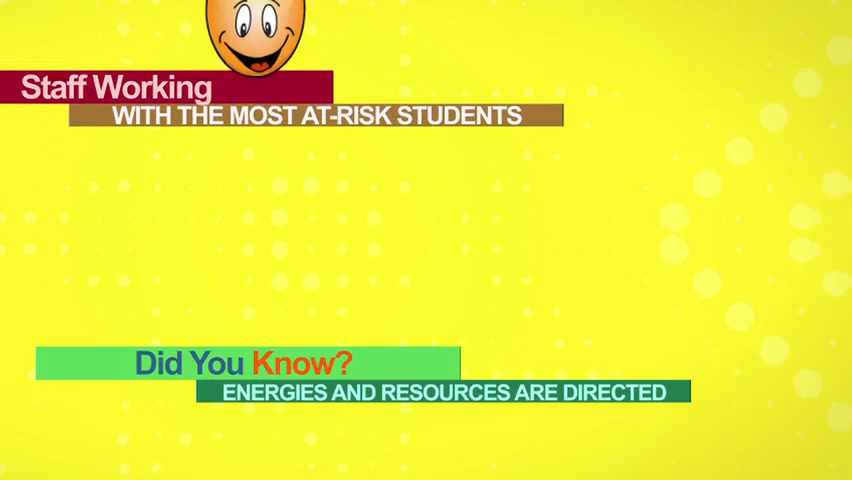 Staff Working
WITH THE MOST AT-RISK STUDENTS
Did You Know?
ENERGIES AND RESOURCES ARE DIRECTED